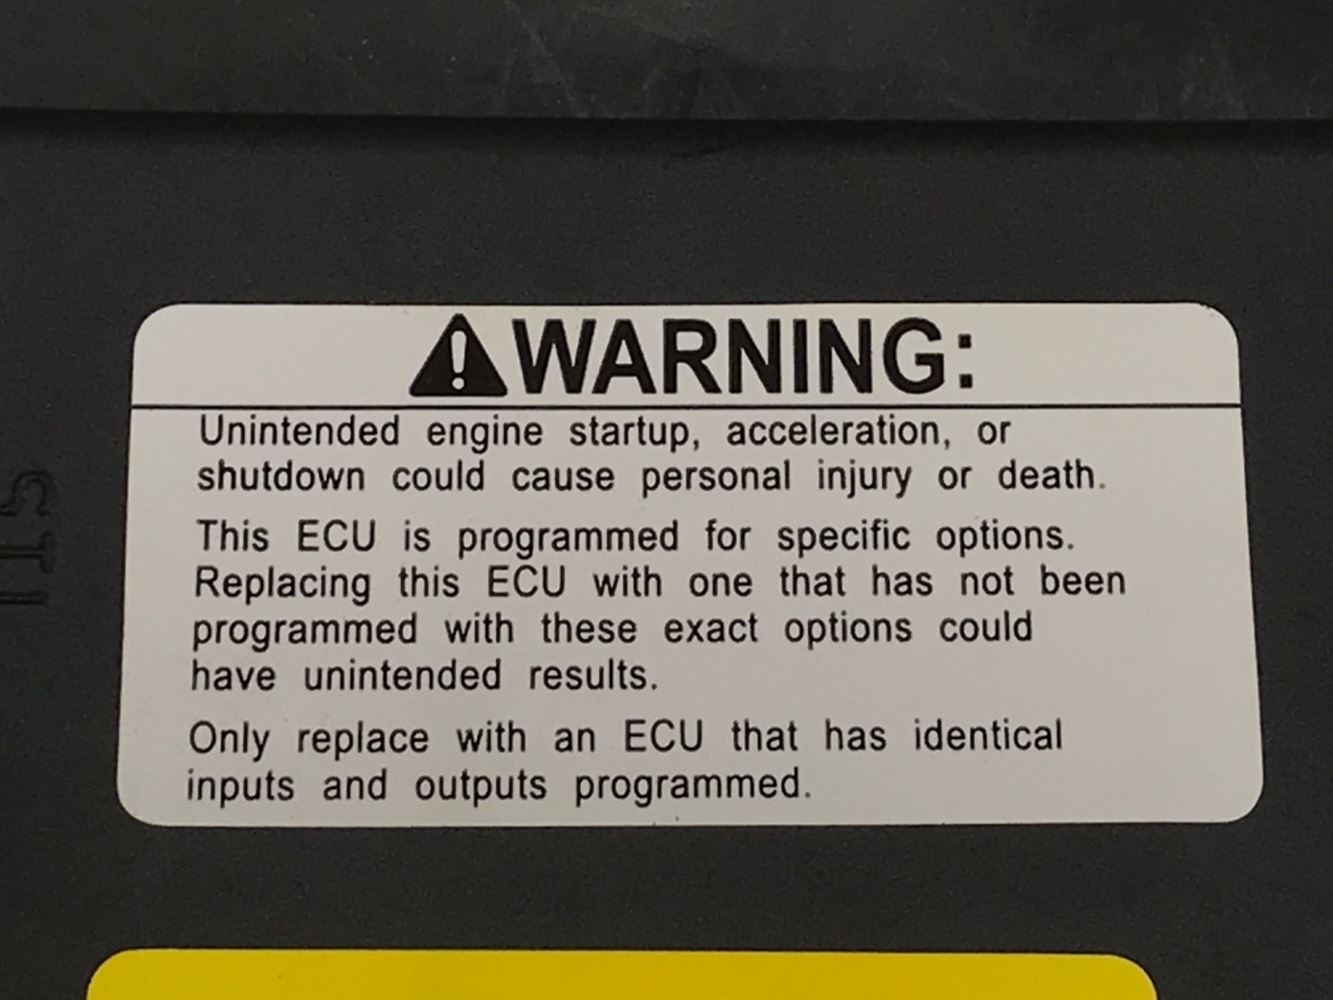 WARNING:
Unintended engine startup, acceleration, or
shutdown could cause personal injury or death.
This ECU is programmed for specific options.
Replacing this ECU with one that has not been
programmed with these exact options could
have unintended results.
Only replace with an ECU that has identical
inputs and outputs programmed.